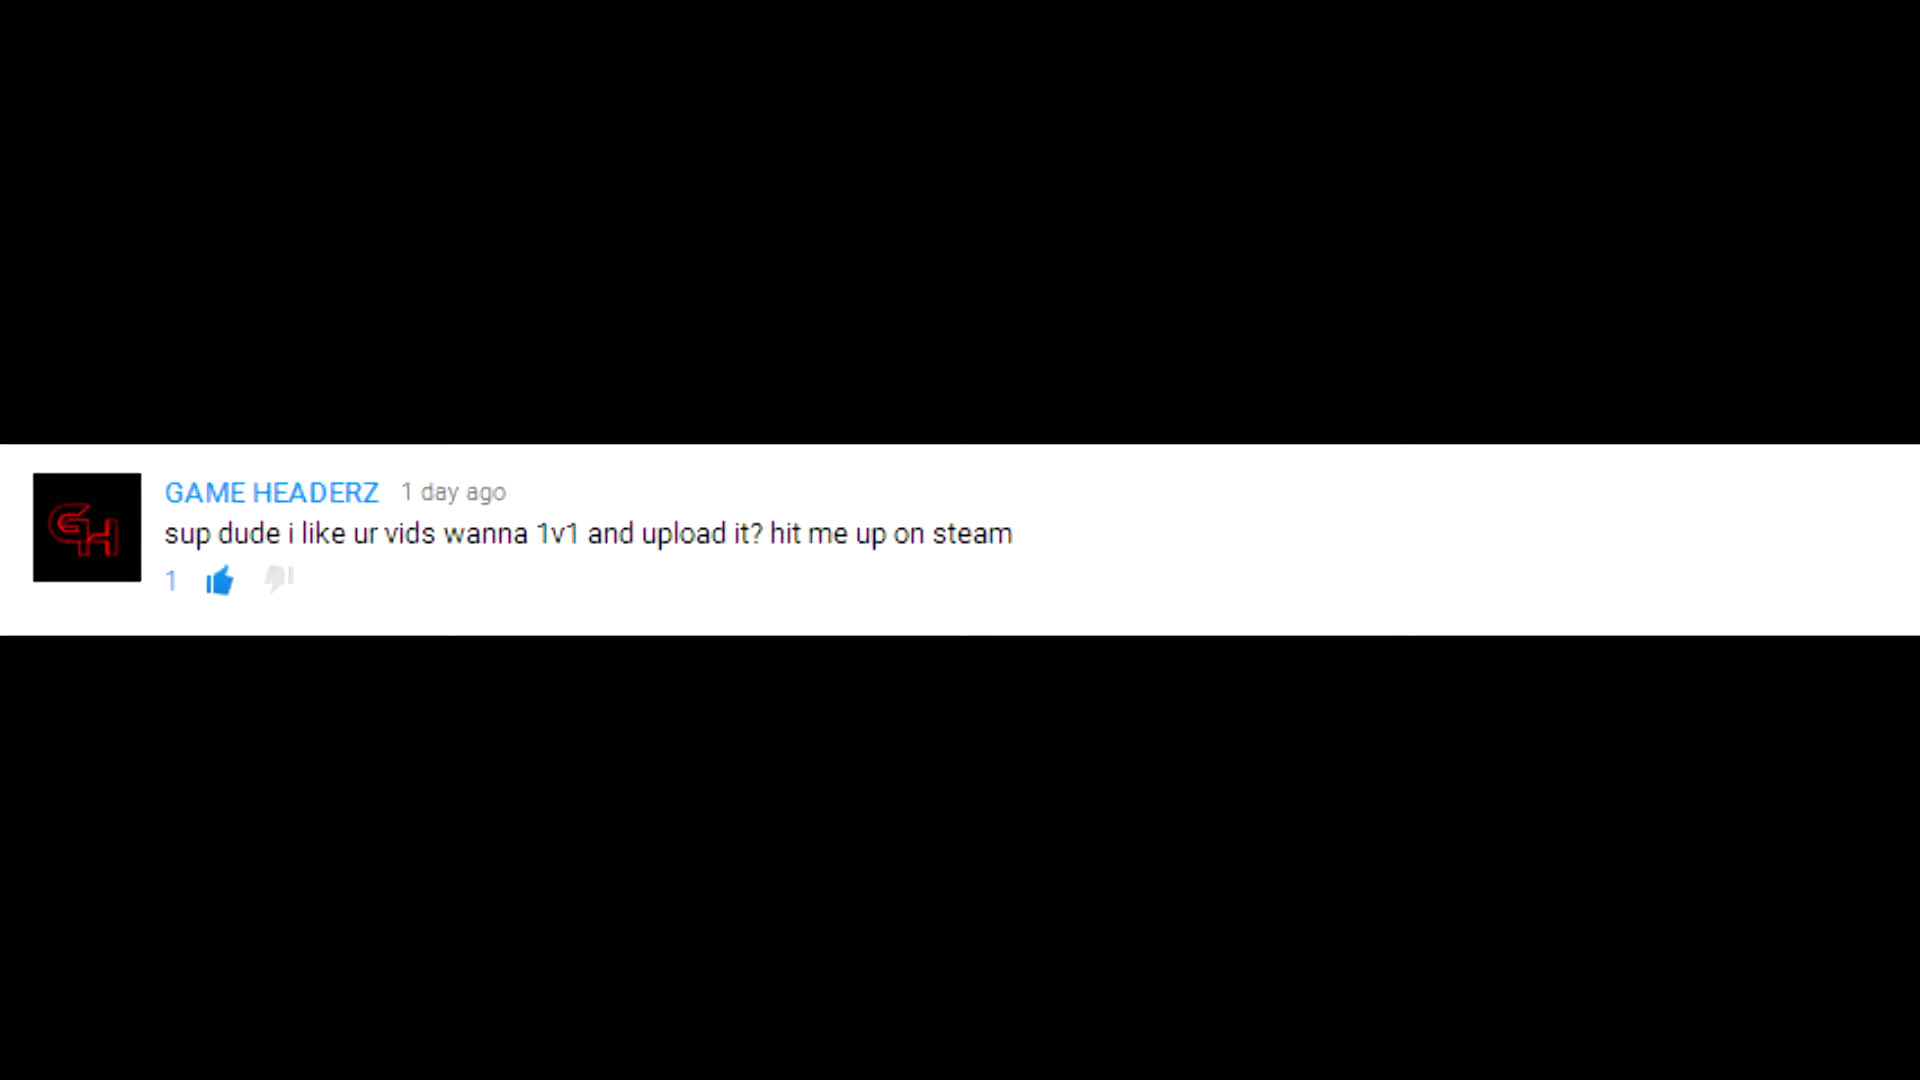 GH
GAME HEADERZ 1 day ago
sup dude i like ur vids wanna 1v1 and upload it? hit me up on steam
1